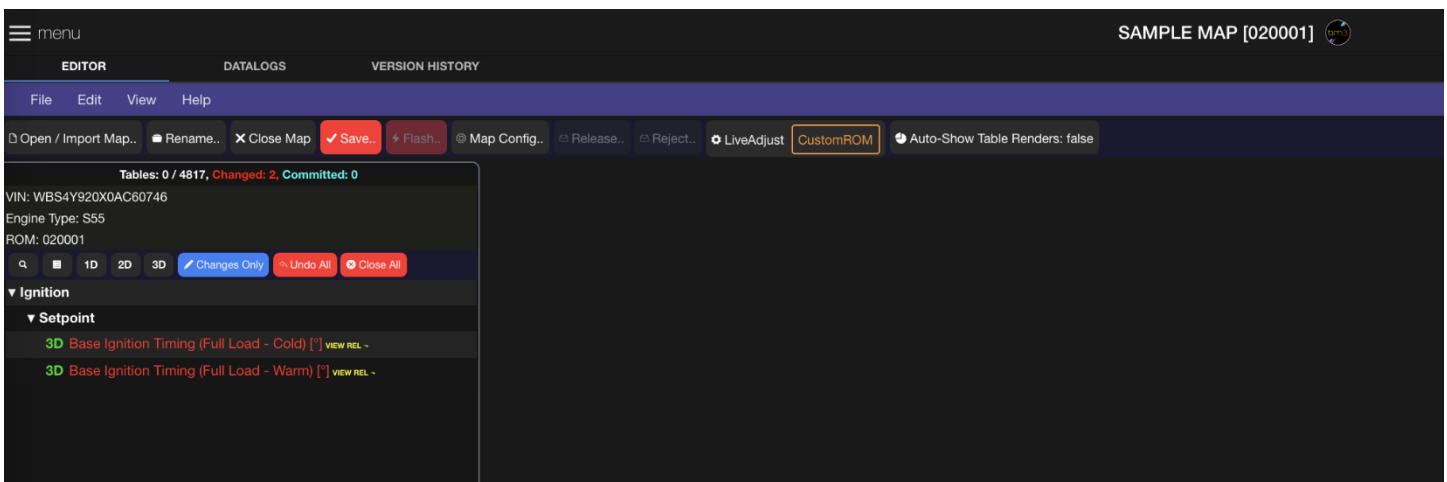 menu
SAMPLE MAP [020001] bm3
EDITOR DATALOGS VERSION HISTORY
File Edit View Help
Open / Import Map.. Rename.. Close Map Save.. Flash.. Map Config.. Release.. Reject.. LiveAdjust CustomROM Auto-Show Table Renders: false
Tables: 0 / 4817, Changed: 2, Committed: 0
VIN: WBS4Y920X0AC60746
Engine Type: S55
ROM: 020001
1D 2D 3D Changes Only Undo All Close All
▼ Ignition
▼ Setpoint
3D Base Ignition Timing (Full Load - Cold) [°] VIEW REL ~
3D Base Ignition Timing (Full Load - Warm) [°] VIEW REL ~